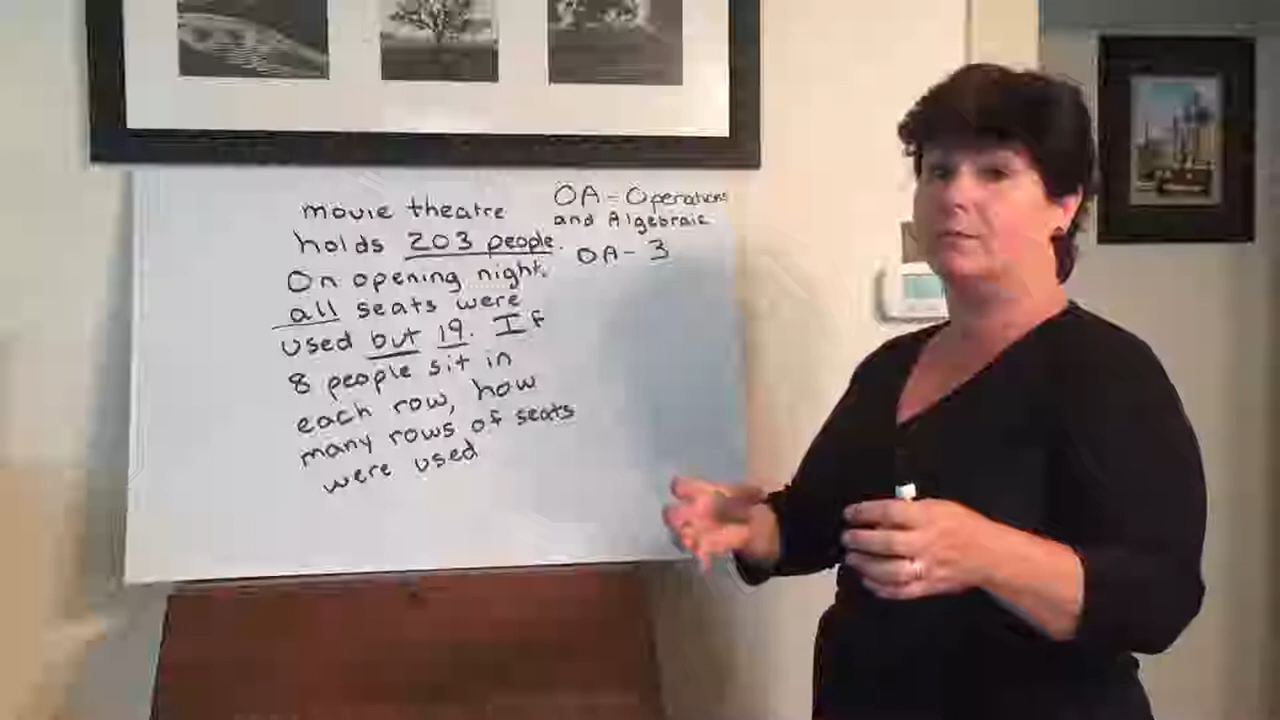 movie theatre
holds 203 people.
On opening night,
all seats were
used but 19. If
8 people sit in
each row, how
many rows of seats
were used
OA = Operations
and Algebraic
OA - 3